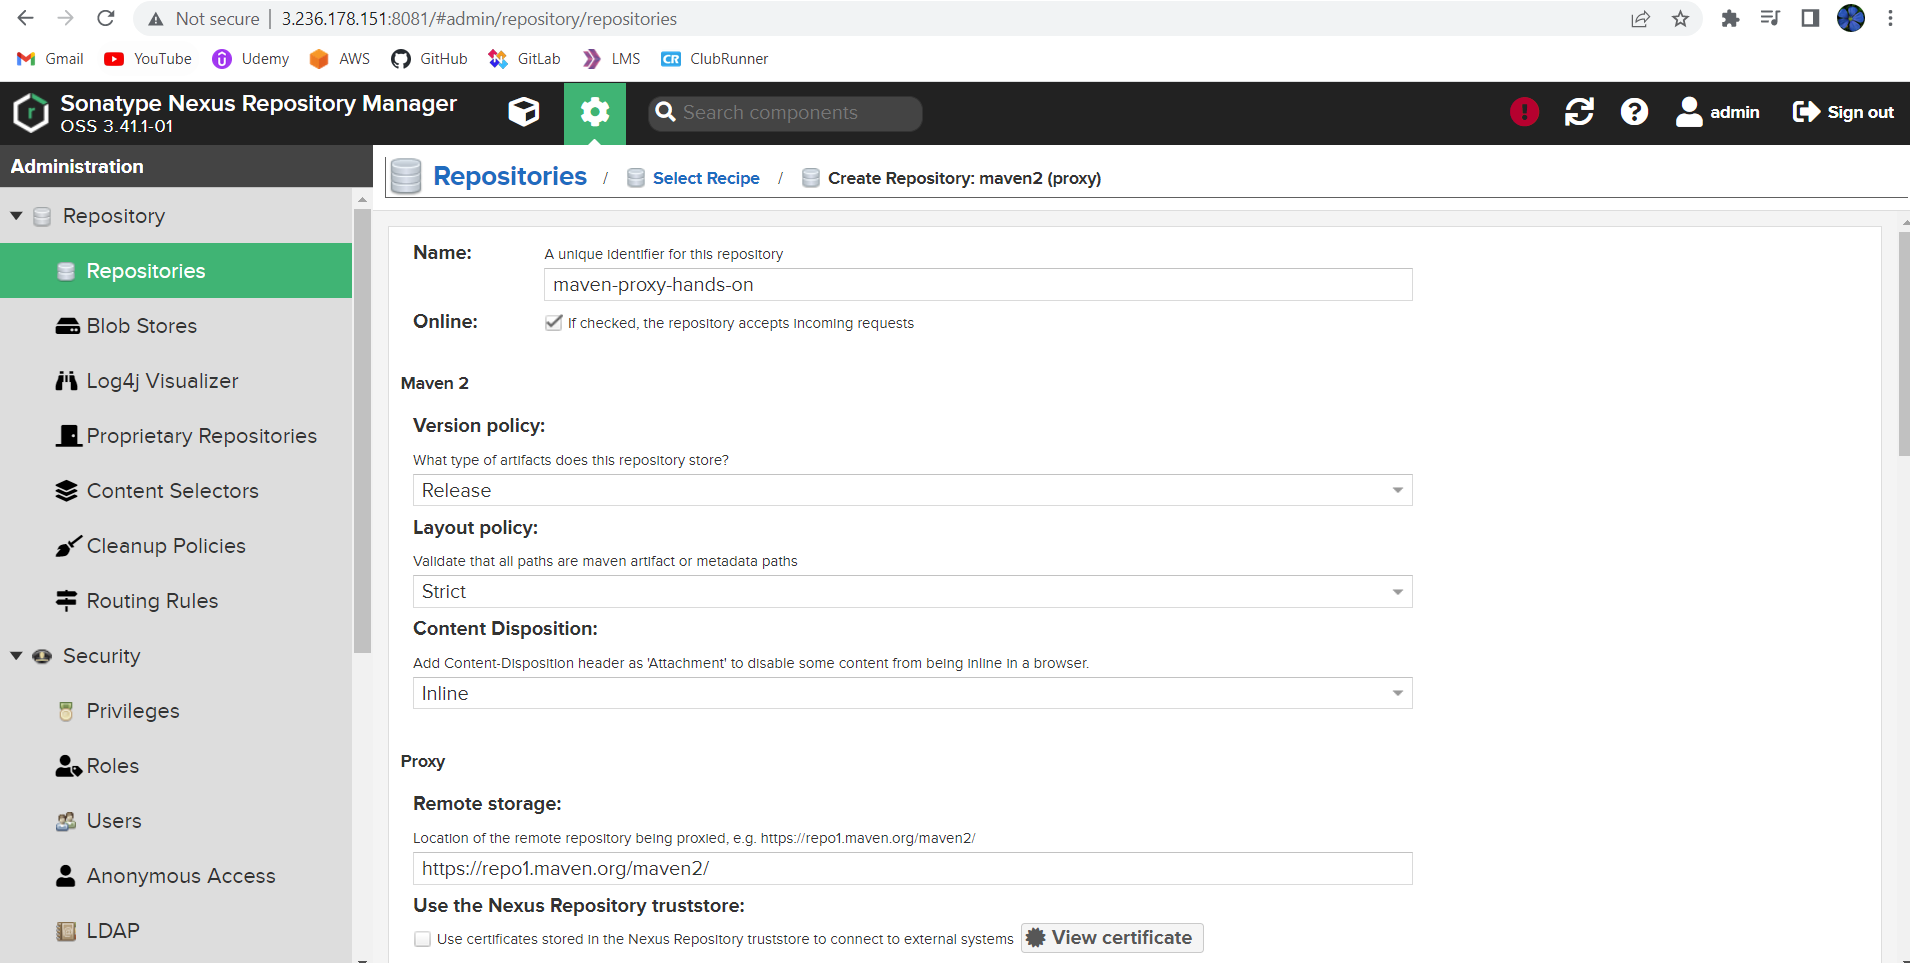 Not secure | 3.236.178.151:8081/#admin/repository/repositories
Gmail YouTube Udemy AWS GitHub GitLab LMS CR ClubRunner
Sonatype Nexus Repository Manager
OSS 3.41.1-01
Search components
admin Sign out
Administration
Repository
Repositories
Blob Stores
Log4j Visualizer
Proprietary Repositories
Content Selectors
Cleanup Policies
Routing Rules
Security
Privileges
Roles
Users
Anonymous Access
LDAP
Repositories / Select Recipe / Create Repository: maven2 (proxy)
Name: A unique identifier for this repository
maven-proxy-hands-on
Online: If checked, the repository accepts incoming requests
Maven 2
Version policy:
What type of artifacts does this repository store?
Release
Layout policy:
Validate that all paths are maven artifact or metadata paths
Strict
Content Disposition:
Add Content-Disposition header as 'Attachment' to disable some content from being inline in a browser.
Inline
Proxy
Remote storage:
Location of the remote repository being proxied, e.g. https://repo1.maven.org/maven2/
https://repo1.maven.org/maven2/
Use the Nexus Repository truststore:
Use certificates stored in the Nexus Repository truststore to connect to external systems View certificate